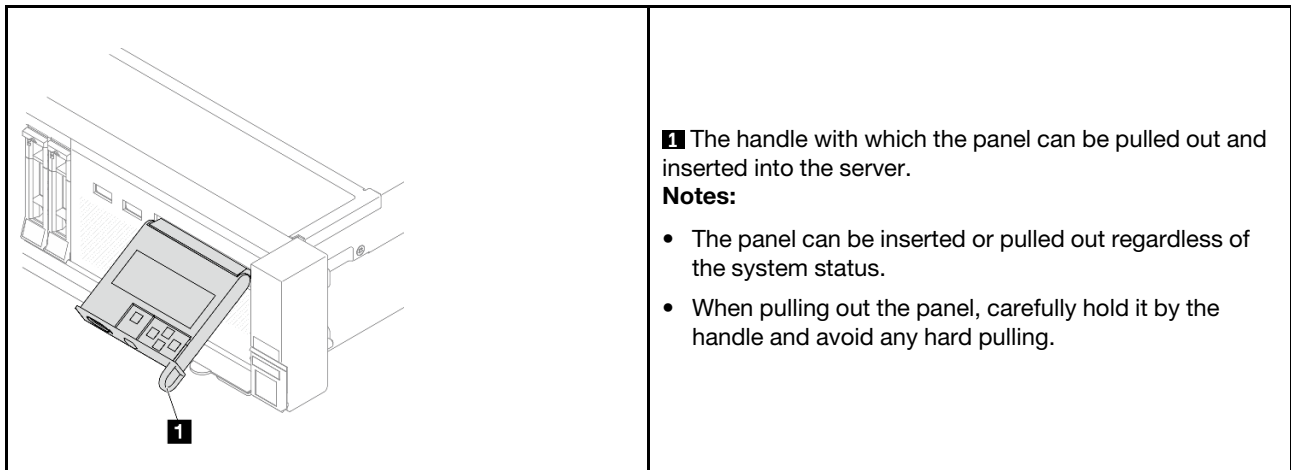 1
1 The handle with which the panel can be pulled out and
inserted into the server.
Notes:
• The panel can be inserted or pulled out regardless of
the system status.
• When pulling out the panel, carefully hold it by the
handle and avoid any hard pulling.